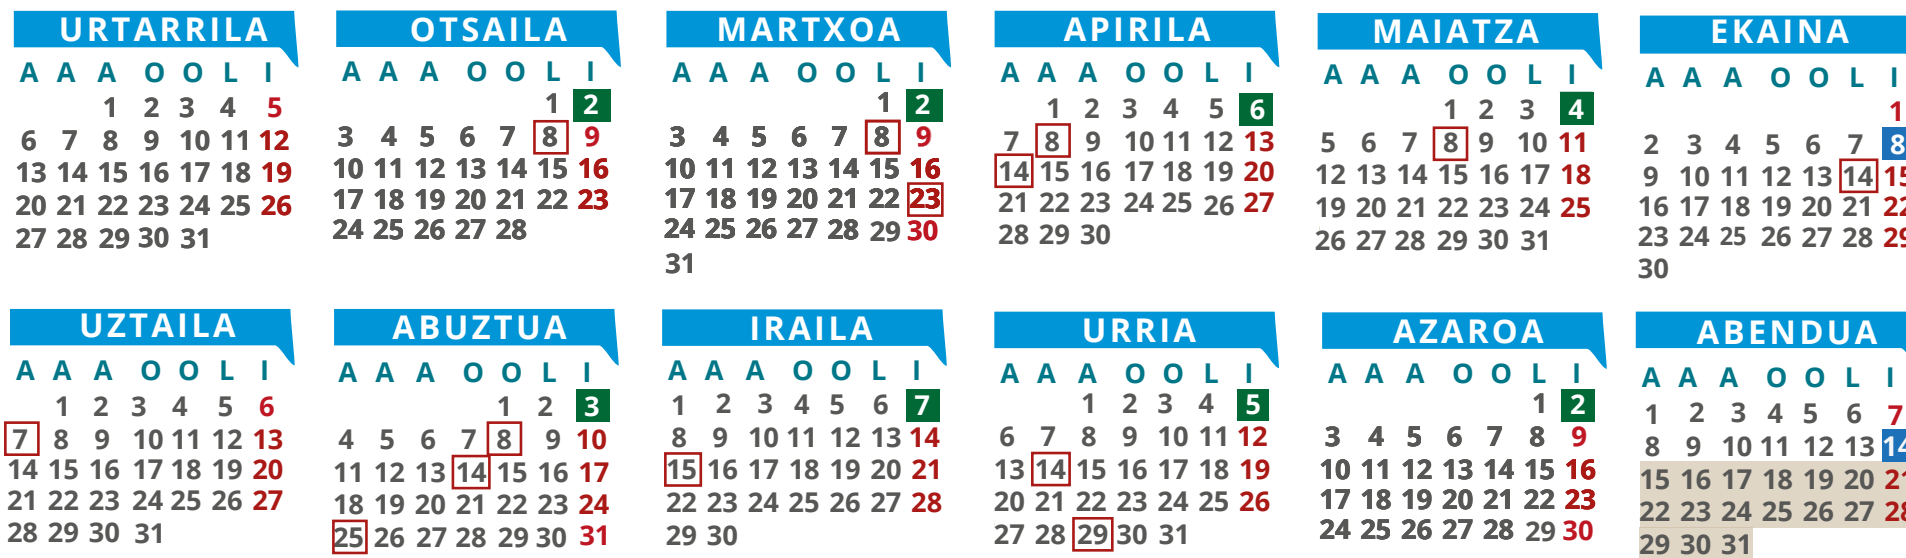 URTARRILA
A A A O O L I
1 2 3 4 5
6 7 8 9 10 11 12
13 14 15 16 17 18 19
20 21 22 23 24 25 26
27 28 29 30 31
OTSAILA
A A A O O L I
1 2
3 4 5 6 7 8 9
10 11 12 13 14 15 16
17 18 19 20 21 22 23
24 25 26 27 28
MARTXOA
A A A O O L I
1 2
3 4 5 6 7 8 9
10 11 12 13 14 15 16
17 18 19 20 21 22 23
24 25 26 27 28 29 30
31
APIRILA
A A A O O L I
1 2 3 4 5 6
7 8 9 10 11 12 13
14 15 16 17 18 19 20
21 22 23 24 25 26 27
28 29 30
MAIATZA
A A A O O L I
1 2 3 4
5 6 7 8 9 10 11
12 13 14 15 16 17 18
19 20 21 22 23 24 25
26 27 28 29 30 31
EKAINA
A A A O O L I
1
2 3 4 5 6 7 8
9 10 11 12 13 14 15
16 17 18 19 20 21 22
23 24 25 26 27 28 29
30
UZTAILA
A A A O O L I
1 2 3 4 5 6
7 8 9 10 11 12 13
14 15 16 17 18 19 20
21 22 23 24 25 26 27
28 29 30 31
ABUZTUA
A A A O O L I
1 2 3
4 5 6 7 8 9 10
11 12 13 14 15 16 17
18 19 20 21 22 23 24
25 26 27 28 29 30 31
IRAILA
A A A O O L I
1 2 3 4 5 6 7
8 9 10 11 12 13 14
15 16 17 18 19 20 21
22 23 24 25 26 27 28
29 30
URRIA
A A A O O L I
1 2 3 4 5
6 7 8 9 10 11 12
13 14 15 16 17 18 19
20 21 22 23 24 25 26
27 28 29 30 31
AZAROA
A A A O O L I
1 2
3 4 5 6 7 8 9
10 11 12 13 14 15 16
17 18 19 20 21 22 23
24 25 26 27 28 29 30
ABENDUA
A A A O O L I
1 2 3 4 5 6 7
8 9 10 11 12 13 14
15 16 17 18 19 20 21
22 23 24 25 26 27 28
29 30 31